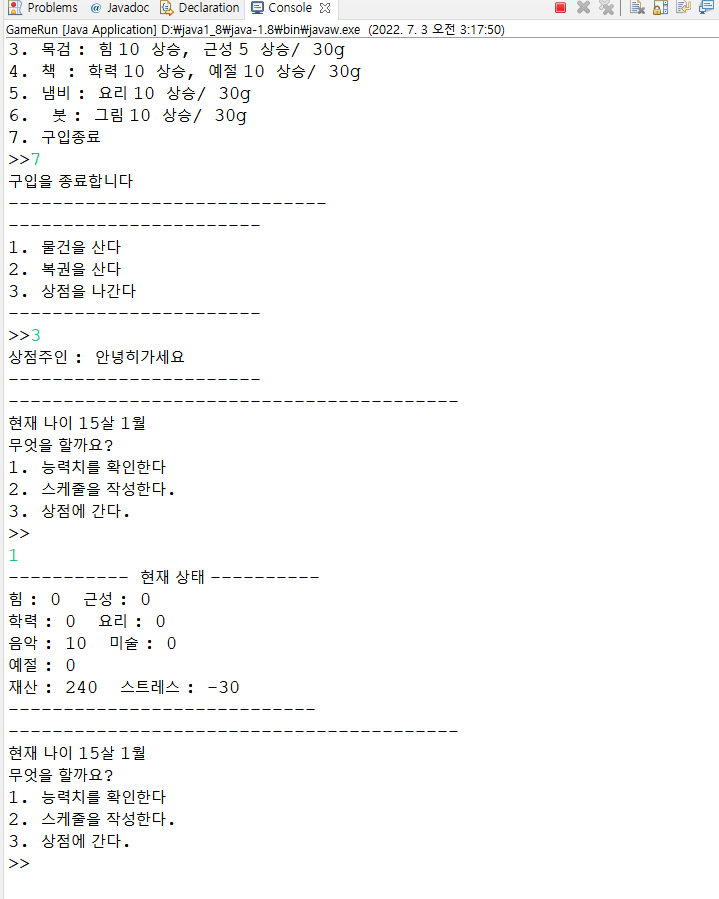 Problems Javadoc Declaration Console
GameRun [Java Application] D:₩java1_8₩java-1.8₩bin₩javaw.exe (2022. 7. 3 오전 3:17:50)
3. 목검 : 힘 10 상승, 근성 5 상승/ 30g
4. 책 : 학력 10 상승, 예절 10 상승/ 30g
5. 냄비 : 요리 10 상승/ 30g
6. 붓 : 그림 10 상승/ 30g
7. 구입종료
>>7
구입을 종료합니다
-----------------------------
-----------------------
1. 물건을 산다
2. 복권을 산다
3. 상점을 나간다
-----------------------
>>3
상점주인 : 안녕히가세요
-----------------------
-----------------------------------------
현재 나이 15살 1월
무엇을 할까요?
1. 능력치를 확인한다
2. 스케줄을 작성한다.
3. 상점에 간다.
>>
1
----------- 현재 상태 ----------
힘 : 0 근성 : 0
학력 : 0 요리 : 0
음악 : 10 미술 : 0
예절 : 0
재산 : 240 스트레스 : -30
----------------------------
-----------------------------------------
현재 나이 15살 1월
무엇을 할까요?
1. 능력치를 확인한다
2. 스케줄을 작성한다.
3. 상점에 간다.
>>